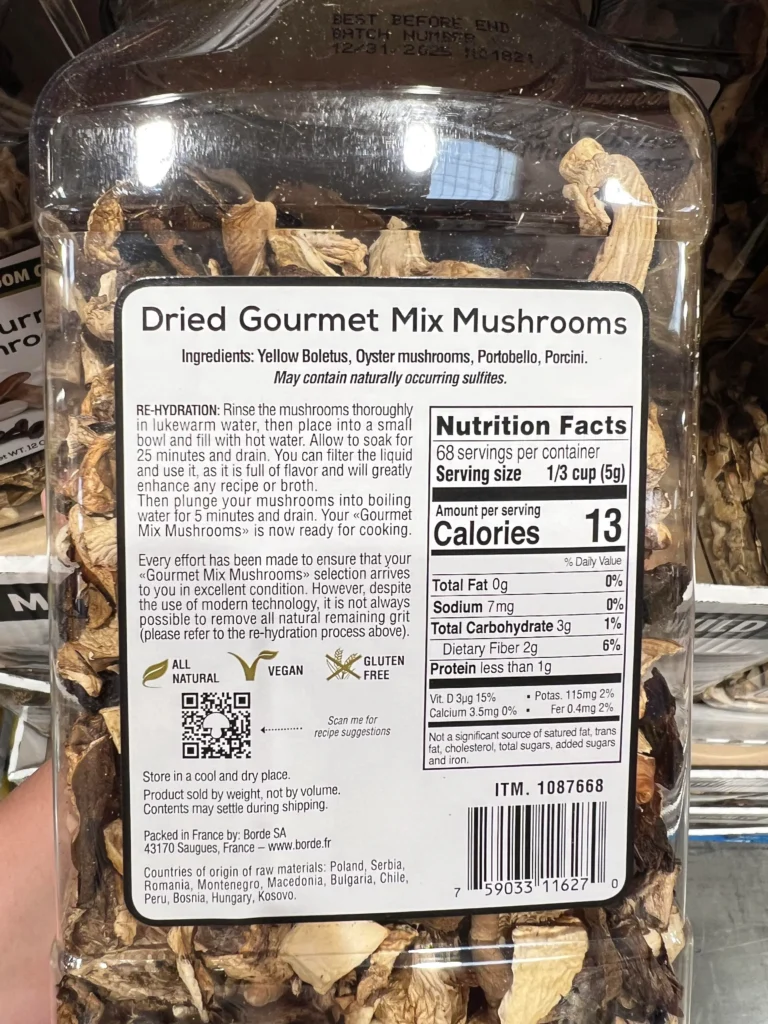 BEST BEFORE END
BATCH NUMBER
12/31/2025
Dried Gourmet Mix Mushrooms
Ingredients: Yellow Boletus, Oyster mushrooms, Portobello, Porcini.
May contain naturally occurring sulfites.
RE-HYDRATION: Rinse the mushrooms thoroughly
in lukewarm water, then place into a small
bowl and fill with hot water. Allow to soak for
25 minutes and drain. You can filter the liquid
and use it, as it is full of flavor and will greatly
enhance any recipe or broth.
Then plunge your mushrooms into boiling
water for 5 minutes and drain. Your «Gourmet
Mix Mushrooms» is now ready for cooking.
Every effort has been made to ensure that your
«Gourmet Mix Mushrooms» selection arrives
to you in excellent condition. However, despite
the use of modern technology, it is not always
possible to remove all natural remaining grit
(please refer to the re-hydration process above).
ALL
NATURAL
VEGAN
GLUTEN
FREE
Scan me for
recipe suggestions
Store in a cool and dry place.
Product sold by weight, not by volume.
Contents may settle during shipping.
Packed in France by: Borde SA
43170 Saugues, France – www.borde.fr
Countries of origin of raw materials: Poland, Serbia,
Romania, Montenegro, Macedonia, Bulgaria, Chile,
Peru, Bosnia, Hungary, Kosovo.
Nutrition Facts
68 servings per container
Serving size 1/3 cup (5g)
Amount per serving
Calories 13
% Daily Value
Total Fat 0g 0%
Sodium 7mg 0%
Total Carbohydrate 3g 1%
Dietary Fiber 2g 6%
Protein less than 1g
Vit. D 3µg 15% • Potas. 115mg 2%
Calcium 3.5mg 0% • Fer 0.4mg 2%
Not a significant source of satured fat, trans
fat, cholesterol, total sugars, added sugars
and iron.
ITM. 1087668
7 59033 11627 0